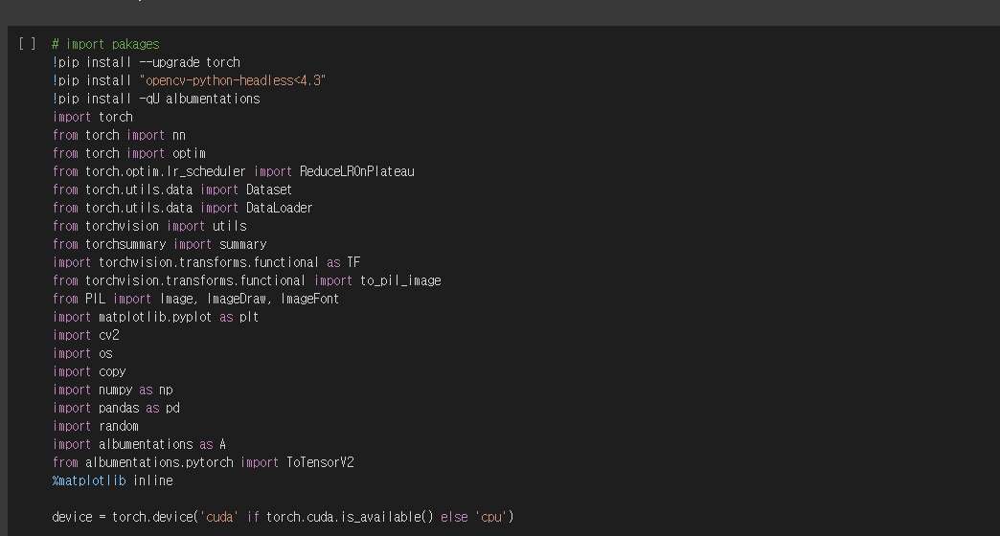 [ ] # import pakages
!pip install --upgrade torch
!pip install "opencv-python-headless<4.3"
!pip install -qU albumentations
import torch
from torch import nn
from torch import optim
from torch.optim.lr_scheduler import ReduceLROnPlateau
from torch.utils.data import Dataset
from torch.utils.data import DataLoader
from torchvision import utils
from torchsummary import summary
import torchvision.transforms.functional as TF
from torchvision.transforms.functional import to_pil_image
from PIL import Image, ImageDraw, ImageFont
import matplotlib.pyplot as plt
import cv2
import os
import copy
import numpy as np
import pandas as pd
import random
import albumentations as A
from albumentations.pytorch import ToTensorV2
%matplotlib inline
device = torch.device('cuda' if torch.cuda.is_available() else 'cpu')